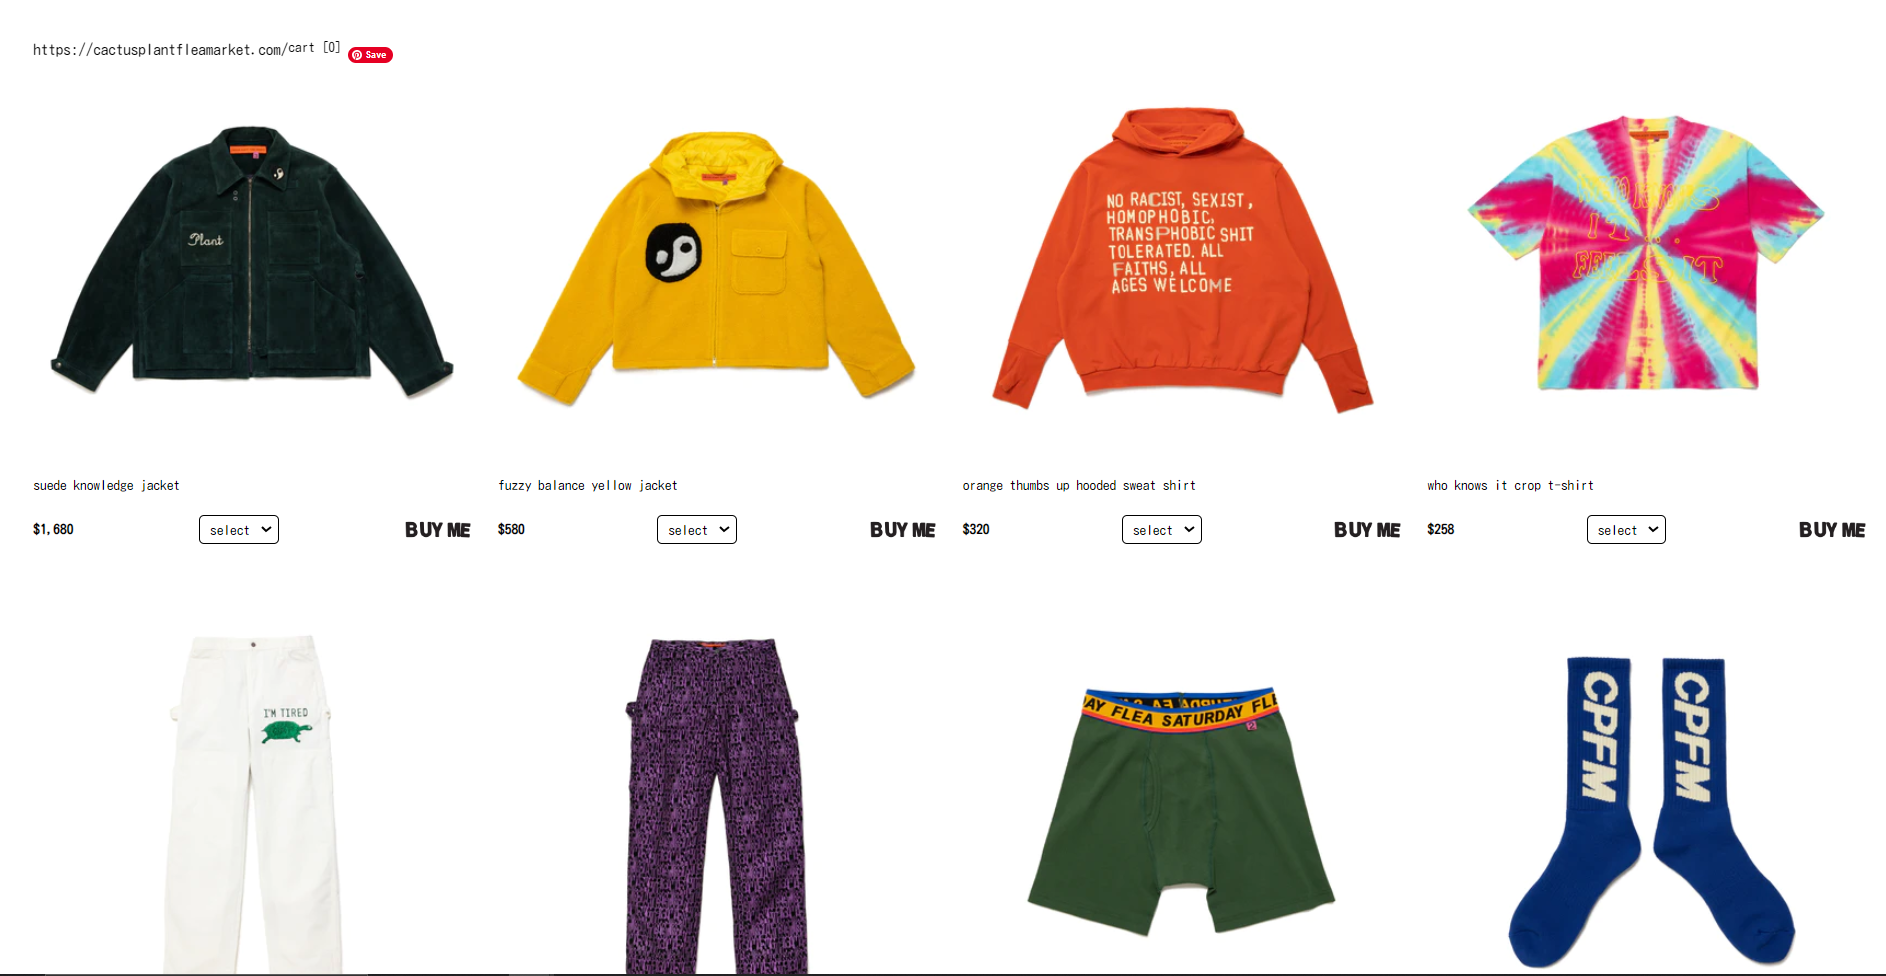 https://cactusplantfleamarket.com/cart [0]
Save
Plant
NO RACIST, SEXIST,
HOMOPHOBIC,
TRANSPHOBIC SHIT
TOLERATED. ALL
FAITHS, ALL
AGES WELCOME
suede knowledge jacket
fuzzy balance yellow jacket
orange thumbs up hooded sweat shirt
who knows it crop t-shirt
$1,680
select
BUY ME
$580
select
BUY ME
$320
select
BUY ME
$258
select
BUY ME
I'M TIRED
AY FLEA SATURDAY FLE
CPFM
CPFM